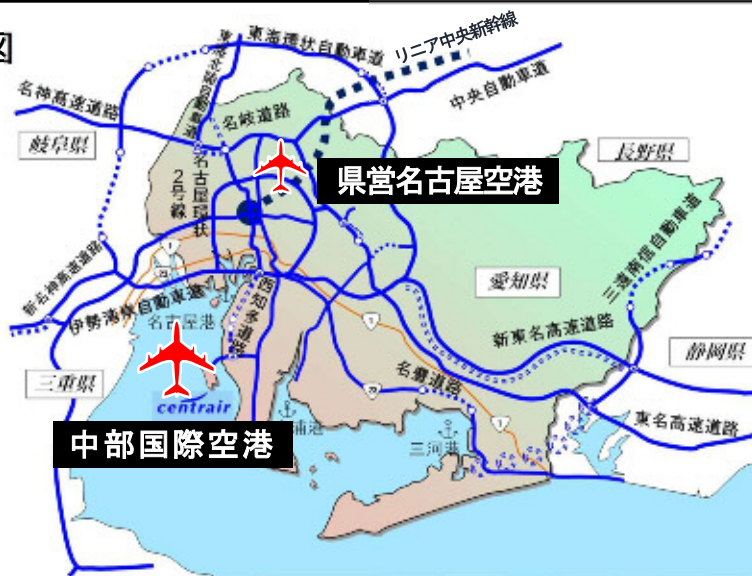 図
リニア中央新幹線
東海環状自動車道
東海北陸自動車道
名神高速道路
中央自動車道
名岐道路
岐阜県
長野県
県営名古屋空港
名古屋環状
2号線
三遠南信自動車道
1
23
新名神高速道路
愛知県
伊勢湾岸自動車道
西知多道路
名古屋港
1
新東名高速道路
静岡県
名豊道路
三重県
23
centrair
1
東名高速道路
中部国際空港
三河港